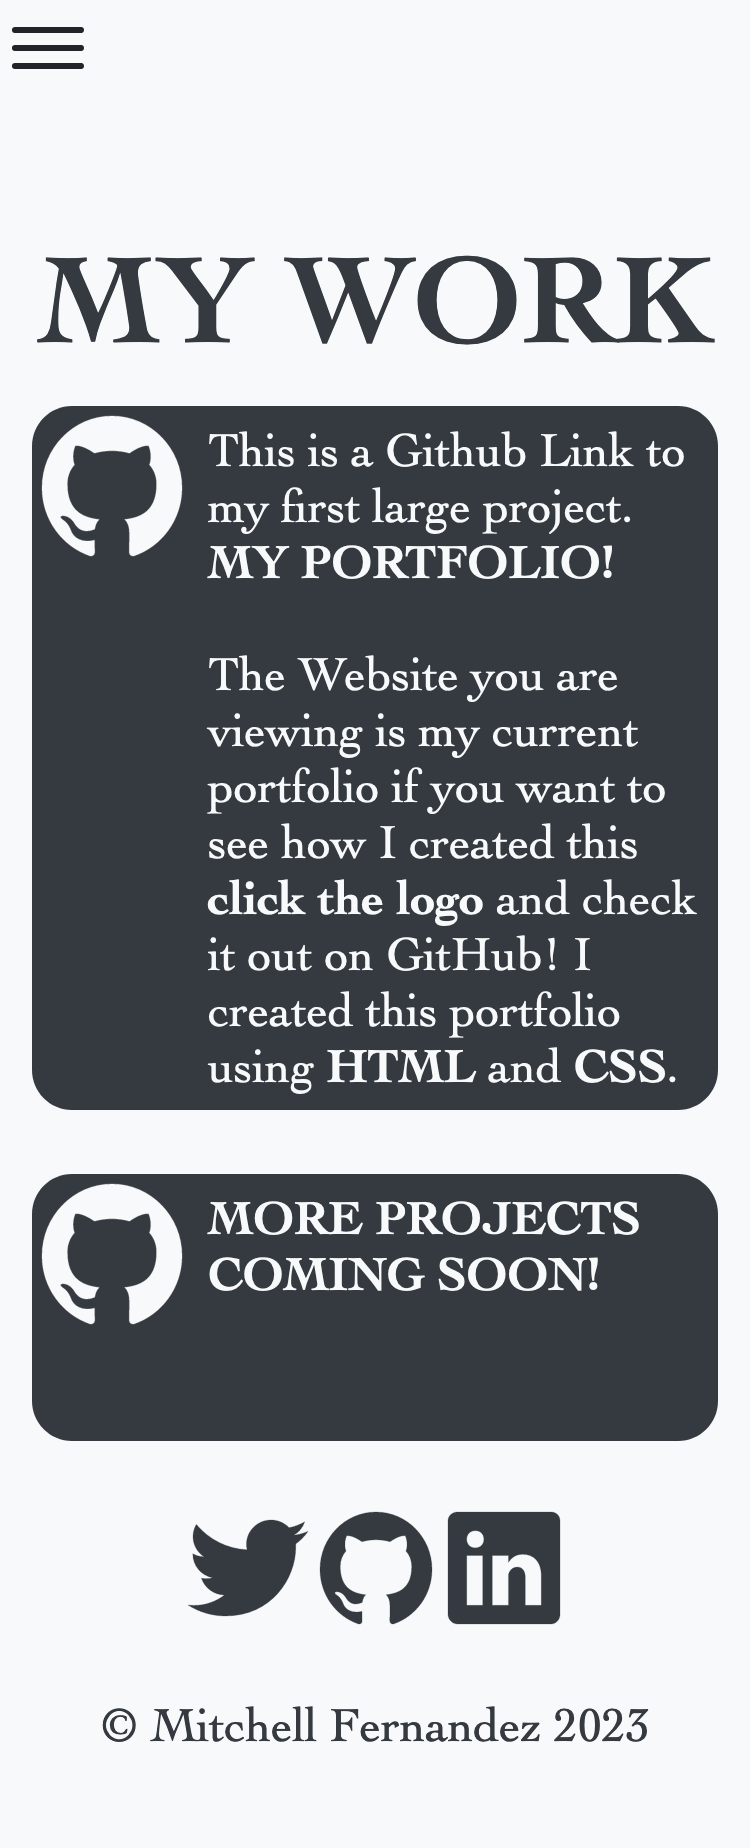 MY WORK
This is a Github Link to
my first large project.
MY PORTFOLIO!
The Website you are
viewing is my current
portfolio if you want to
see how I created this
click the logo and check
it out on GitHub! I
created this portfolio
using HTML and CSS.
MORE PROJECTS
COMING SOON!
in
© Mitchell Fernandez 2023